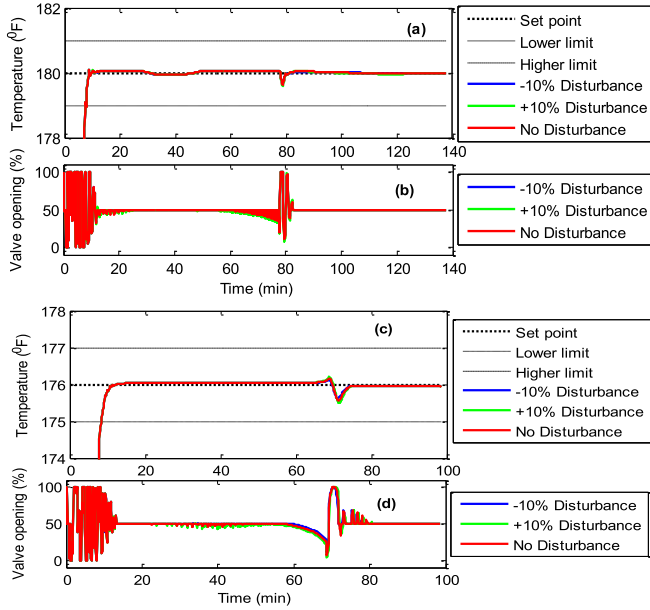 182
(a)
180
178
Temperature (⁰F)
0 20 40 60 80 100 120 140
Set point
Lower limit
Higher limit
-10% Disturbance
+10% Disturbance
No Disturbance
100
(b)
50
0
Valve opening (%)
0 20 40 60 80 100 120 140
Time (min)
-10% Disturbance
+10% Disturbance
No Disturbance
178
(c)
177
176
175
174
Temperature (⁰F)
0 20 40 60 80 100
Set point
Lower limit
Higher limit
-10% Disturbance
+10% Disturbance
No Disturbance
100
(d)
50
0
Valve opening (%)
0 20 40 60 80 100
Time (min)
-10% Disturbance
+10% Disturbance
No Disturbance